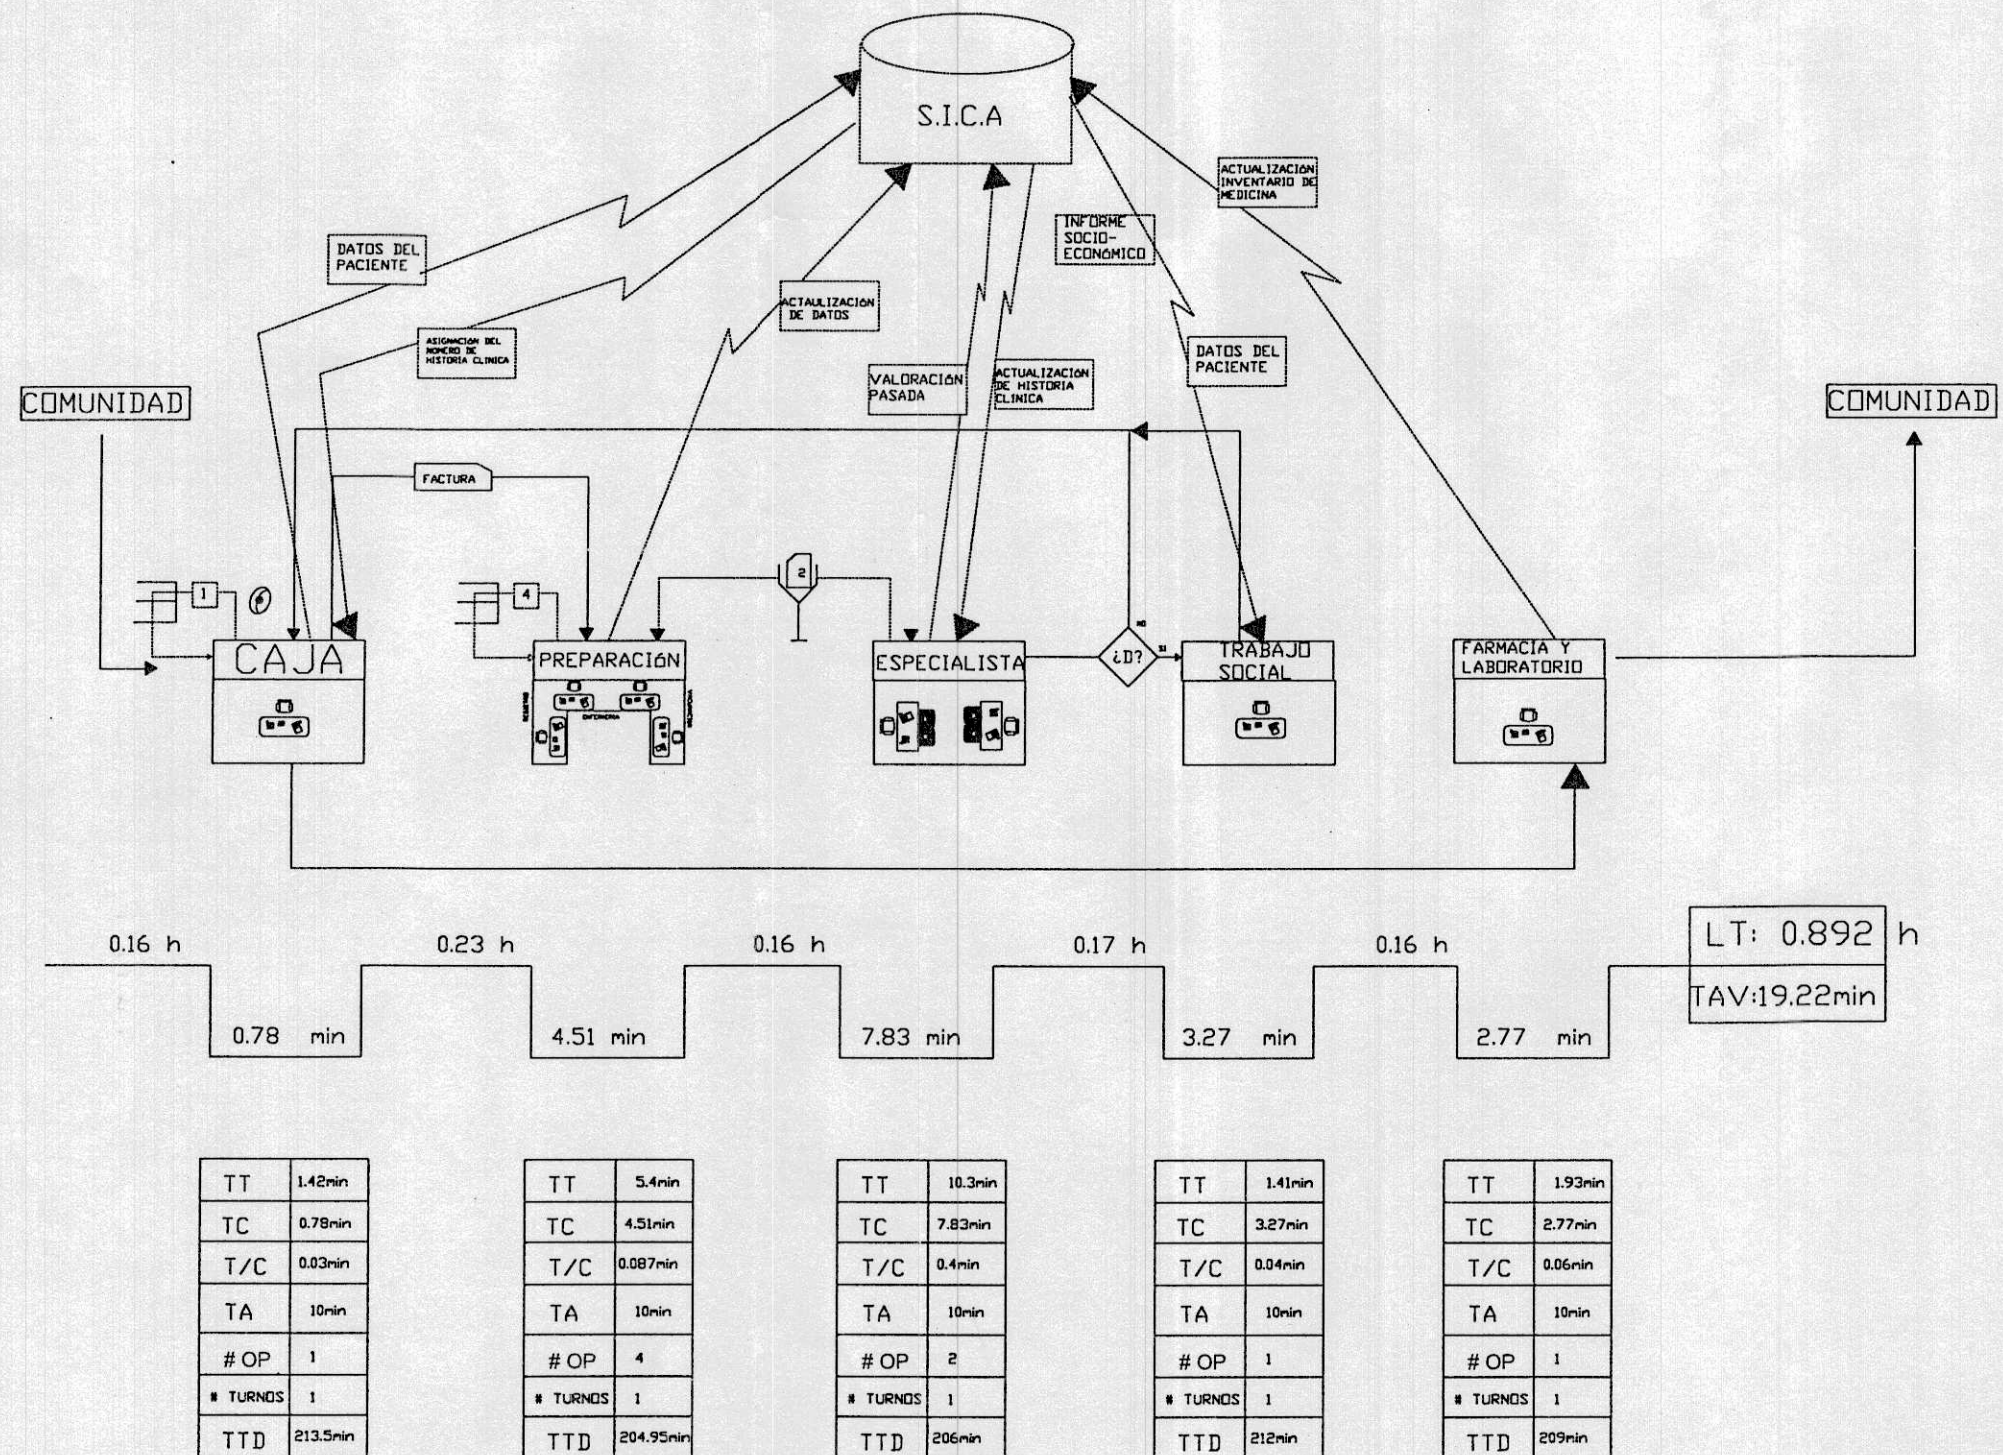 S.I.C.A
ACTUALIZACIÓN
INVENTARIO DE
MEDICINA
INFORME
SOCIO-
ECONÓMICO
DATOS DEL
PACIENTE
ACTAULIZACIÓN
DE DATOS
ASIGNACIÓN DEL
NOMERO DE
HISTORIA CLINICA
DATOS DEL
PACIENTE
VALORACIÓN
PASADA
ACTUALIZACIÓN
DE HISTORIA
CLINICA
COMUNIDAD
COMUNIDAD
FACTURA
1
4
2
NO
SI
¿D?
CAJA
PREPARACIÓN
ESPECIALISTA
TRABAJO
SOCIAL
FARMACIA Y
LABORATORIO
ENFERMERIA
0.16 h
0.23 h
0.16 h
0.17 h
0.16 h
LT: 0.892 h
TAV:19.22min
0.78 min
4.51 min
7.83 min
3.27 min
2.77 min
TT 1.42min
TC 0.78min
T/C 0.03min
TA 10min
# OP 1
# TURNOS 1
TTD 213.5min
TT 5.4min
TC 4.51min
T/C 0.087min
TA 10min
# OP 4
# TURNOS 1
TTD 204.95min
TT 10.3min
TC 7.83min
T/C 0.4min
TA 10min
# OP 2
# TURNOS 1
TTD 206min
TT 1.41min
TC 3.27min
T/C 0.04min
TA 10min
# OP 1
# TURNOS 1
TTD 212min
TT 1.93min
TC 2.77min
T/C 0.06min
TA 10min
# OP 1
# TURNOS 1
TTD 209min